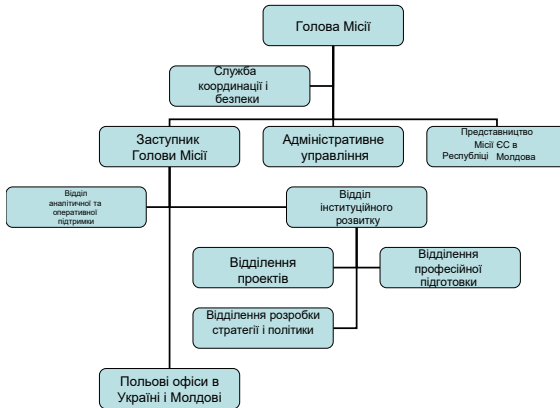 Голова Місії
Служба
координації і
безпеки
Заступник
Голови Місії
Адміністративне
управління
Представництво
Місії ЄС в
Республіці Молдова
Відділ
аналітичної та
оперативної
підтримки
Відділ
інституційного
розвитку
Відділення
проектів
Відділення
професійної
підготовки
Відділення розробки
стратегії і політики
Польові офіси в
Україні і Молдові